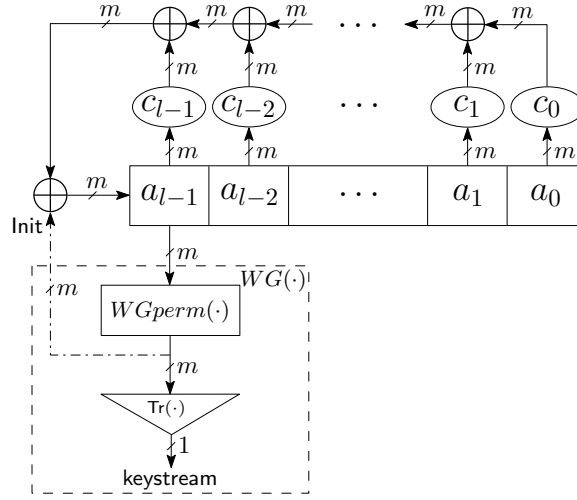 m m m m m
· · ·
m m m
c_{l−1} c_{l−2} · · · c_1 c_0
m m m m
m a_{l−1} a_{l−2} · · · a_1 a_0
Init
m
WG(·)
m
WGperm(·)
m
Tr(·)
1
keystream